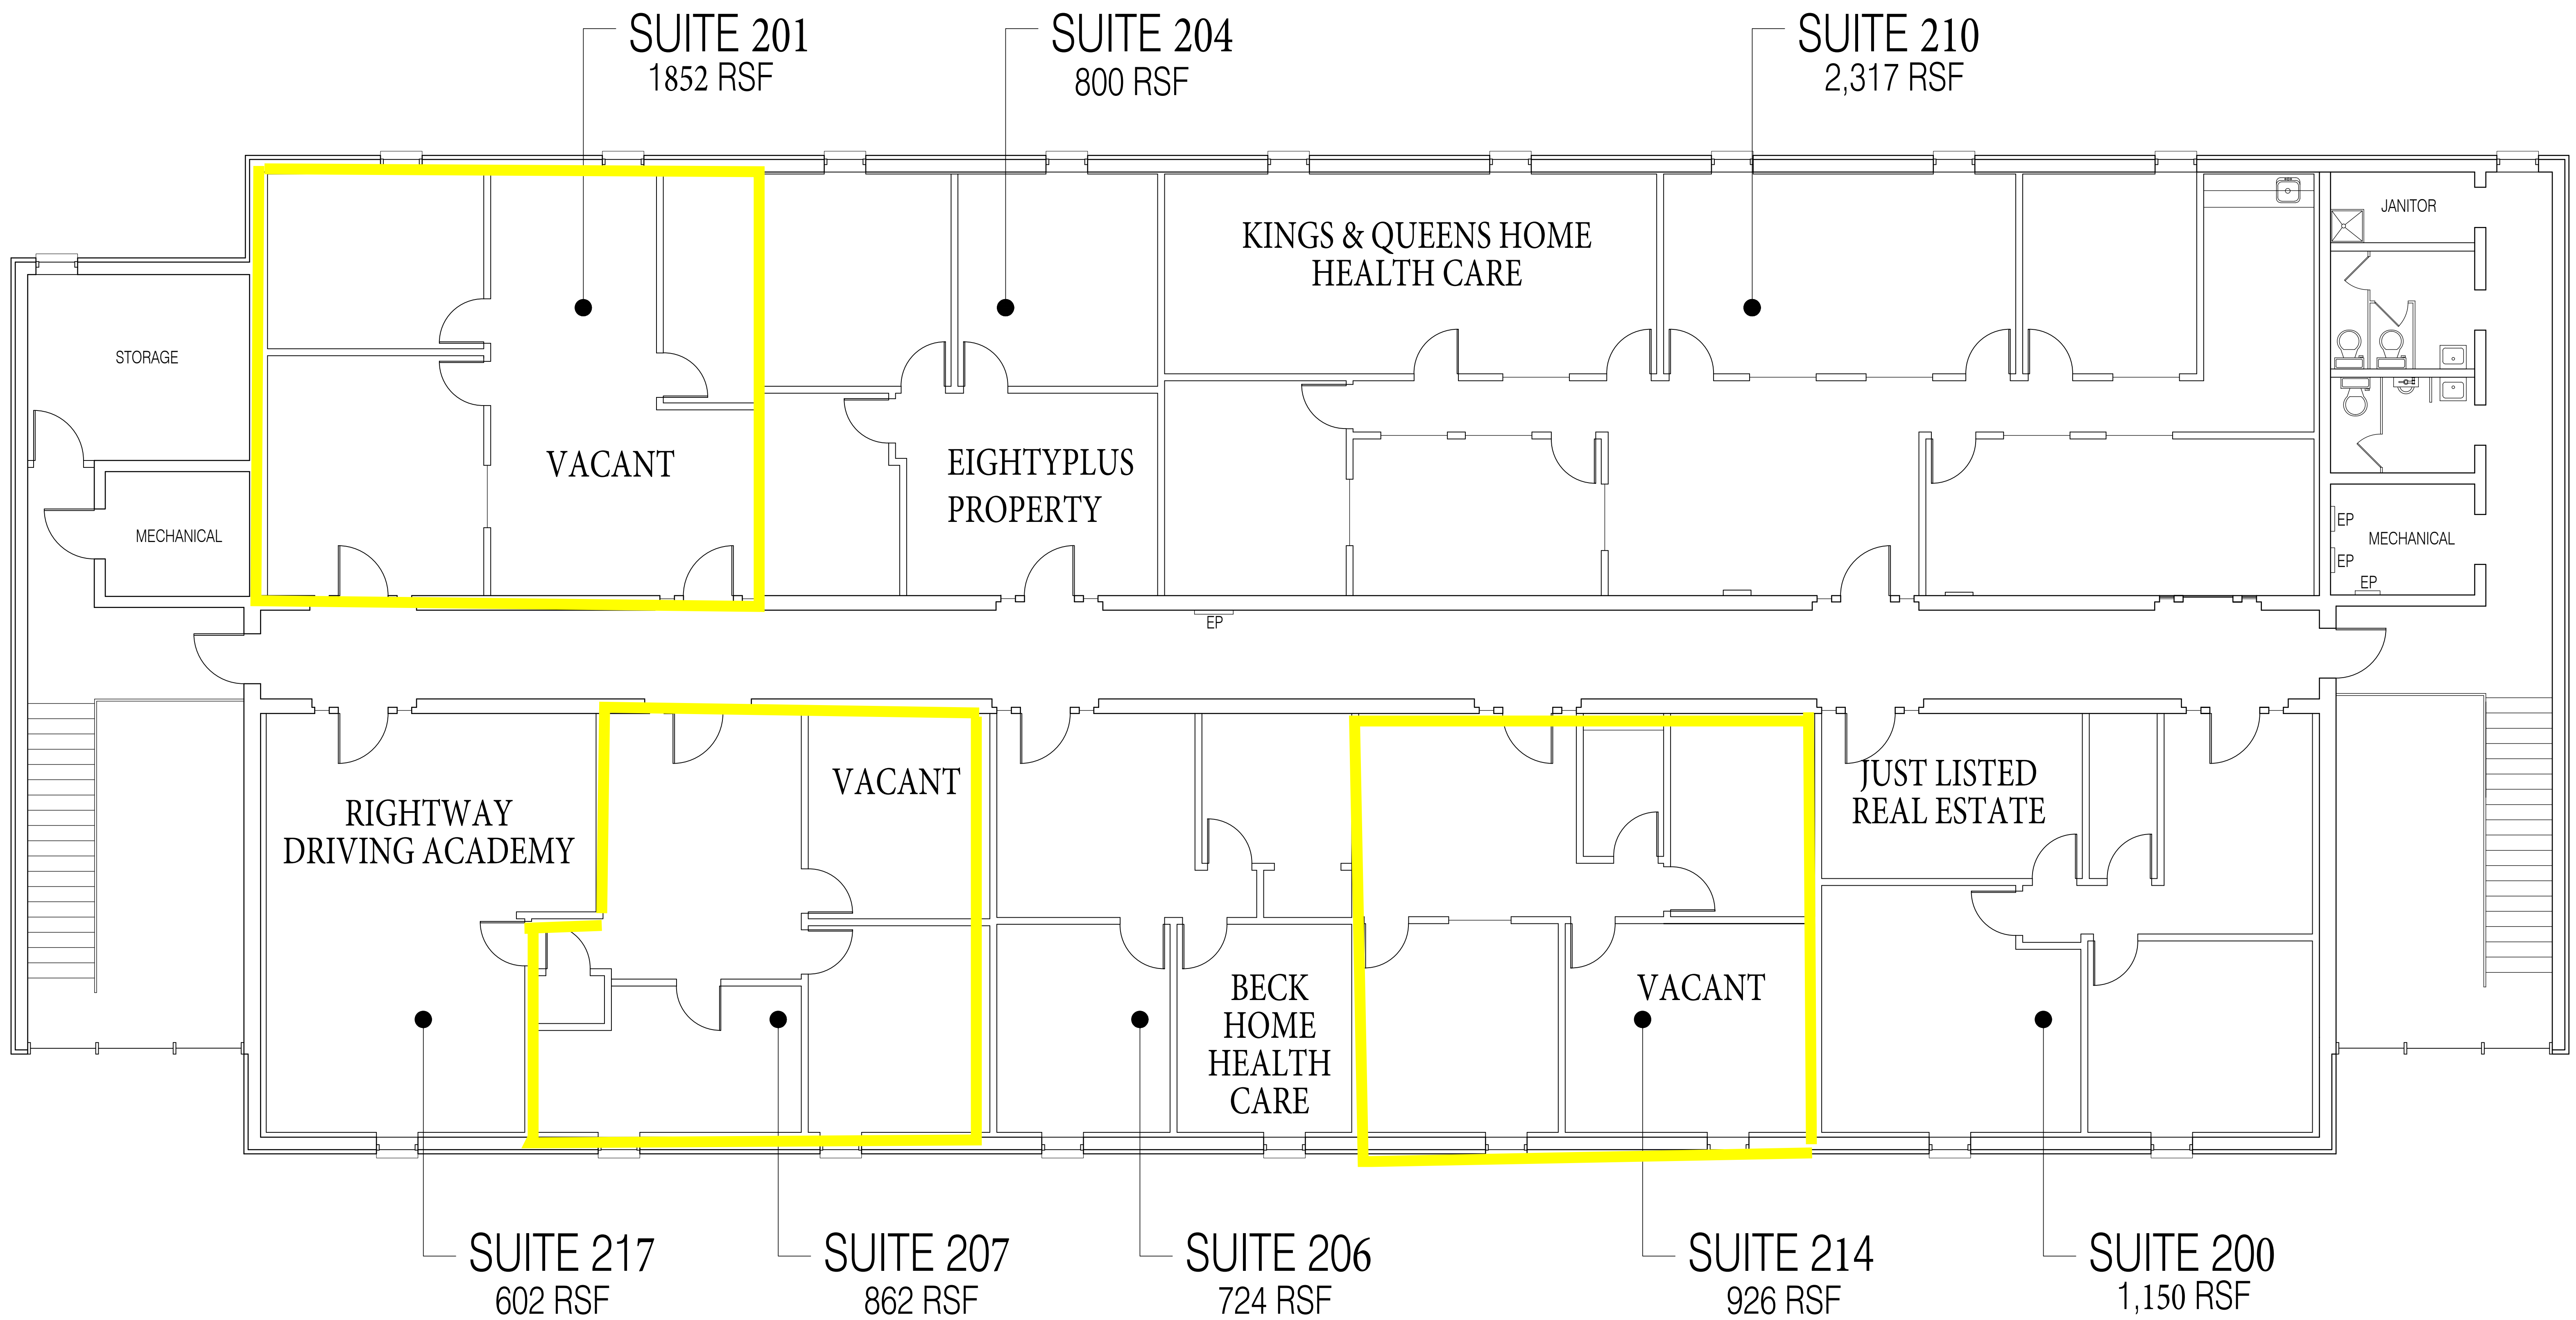 SUITE 201
1852 RSF
SUITE 204
800 RSF
SUITE 210
2,317 RSF
KINGS & QUEENS HOME
HEALTH CARE
JANITOR
STORAGE
VACANT
EIGHTYPLUS
PROPERTY
MECHANICAL
EP
EP
EP
MECHANICAL
EP
RIGHTWAY
DRIVING ACADEMY
VACANT
JUST LISTED
REAL ESTATE
BECK
HOME
HEALTH
CARE
VACANT
SUITE 217
602 RSF
SUITE 207
862 RSF
SUITE 206
724 RSF
SUITE 214
926 RSF
SUITE 200
1,150 RSF